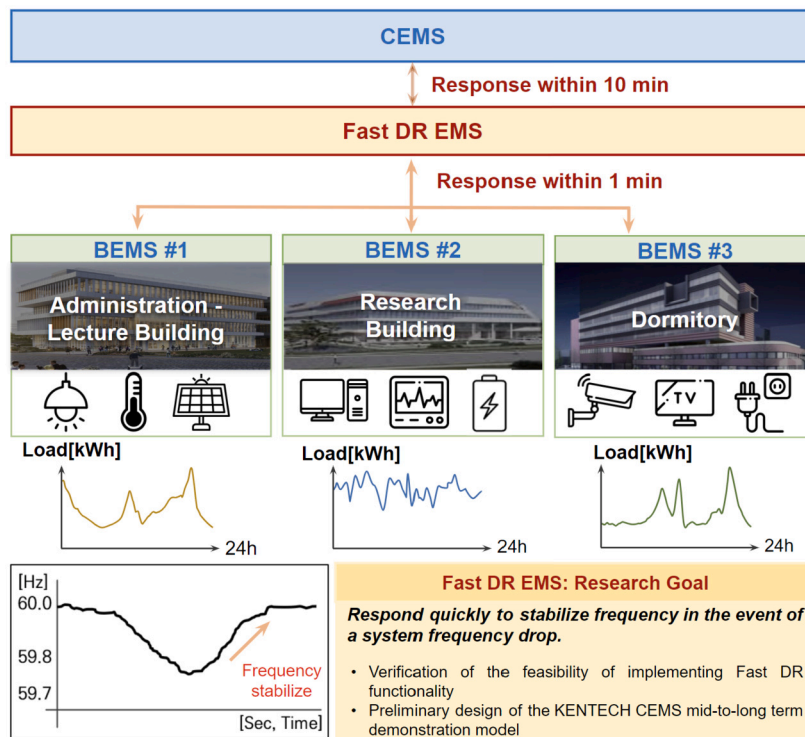 CEMS
Response within 10 min
Fast DR EMS
Response within 1 min
BEMS #1
BEMS #2
BEMS #3
Administration -
Lecture Building
Research
Building
Dormitory
TV
Load[kWh]
24h
Load[kWh]
24h
Load[kWh]
24h
[Hz]
60.0
59.8
59.7
Frequency
stabilize
[Sec, Time]
Fast DR EMS: Research Goal
Respond quickly to stabilize frequency in the event of
a system frequency drop.
• Verification of the feasibility of implementing Fast DR
functionality
• Preliminary design of the KENTECH CEMS mid-to-long term
demonstration model